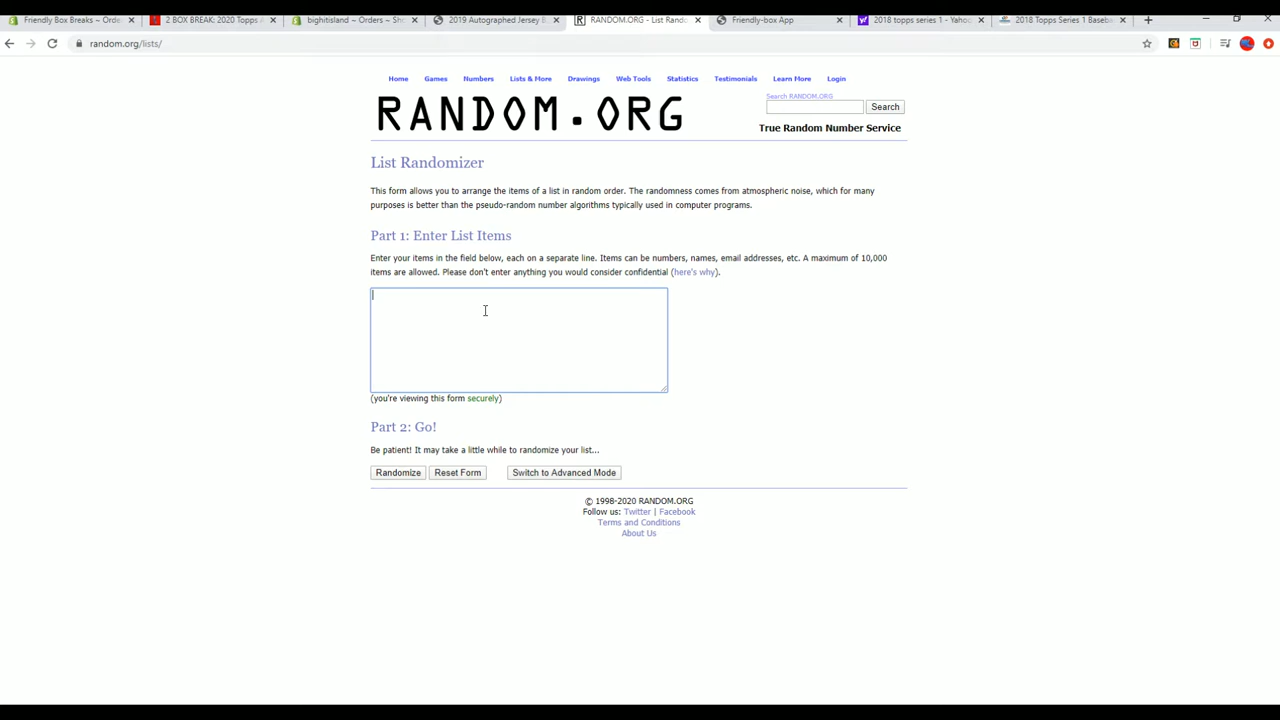 Friendly Box Breaks ~ Orde
2 BOX BREAK: 2020 Topps
bighitisland ~ Orders ~ Sh
2019 Autographed Jersey B
RANDOM.ORG - List Rando
Friendly-box App
2018 topps series 1 - Yaho
2018 Topps Series 1 Baseba
random.org/lists/
Home Games Numbers Lists & More Drawings Web Tools Statistics Testimonials Learn More Login
RANDOM.ORG
Search RANDOM.ORG
Search
True Random Number Service
List Randomizer
This form allows you to arrange the items of a list in random order. The randomness comes from atmospheric noise, which for many
purposes is better than the pseudo-random number algorithms typically used in computer programs.
Part 1: Enter List Items
Enter your items in the field below, each on a separate line. Items can be numbers, names, email addresses, etc. A maximum of 10,000
items are allowed. Please don't enter anything you would consider confidential (here's why).
(you're viewing this form securely)
Part 2: Go!
Be patient! It may take a little while to randomize your list...
Randomize Reset Form Switch to Advanced Mode
© 1998-2020 RANDOM.ORG
Follow us: Twitter | Facebook
Terms and Conditions
About Us